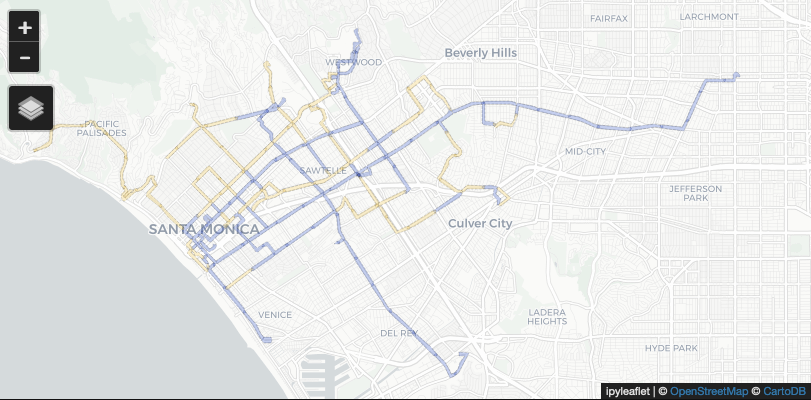 FAIRFAX
LARCHMONT
+
Beverly Hills
−
WESTWOOD
PACIFIC
PALISADES
MID-CITY
SAWTELLE
JEFFERSON
PARK
SANTA MONICA
Culver City
VENICE
LADERA
HEIGHTS
DEL REY
HYDE PARK
ipyleaflet | © OpenStreetMap © CartoDB